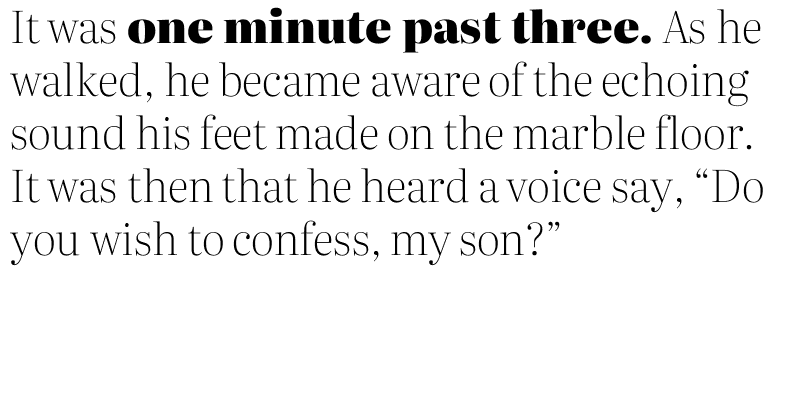 It was one minute past three. As he
walked, he became aware of the echoing
sound his feet made on the marble floor.
It was then that he heard a voice say, “Do
you wish to confess, my son?”